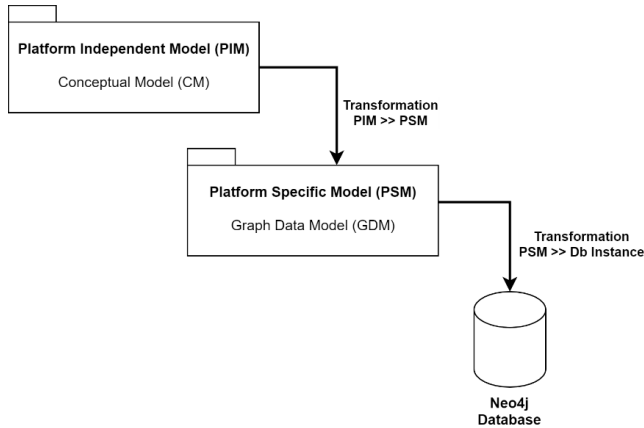 Platform Independent Model (PIM)
Conceptual Model (CM)
Transformation
PIM >> PSM
Platform Specific Model (PSM)
Graph Data Model (GDM)
Transformation
PSM >> Db Instance
Neo4j
Database